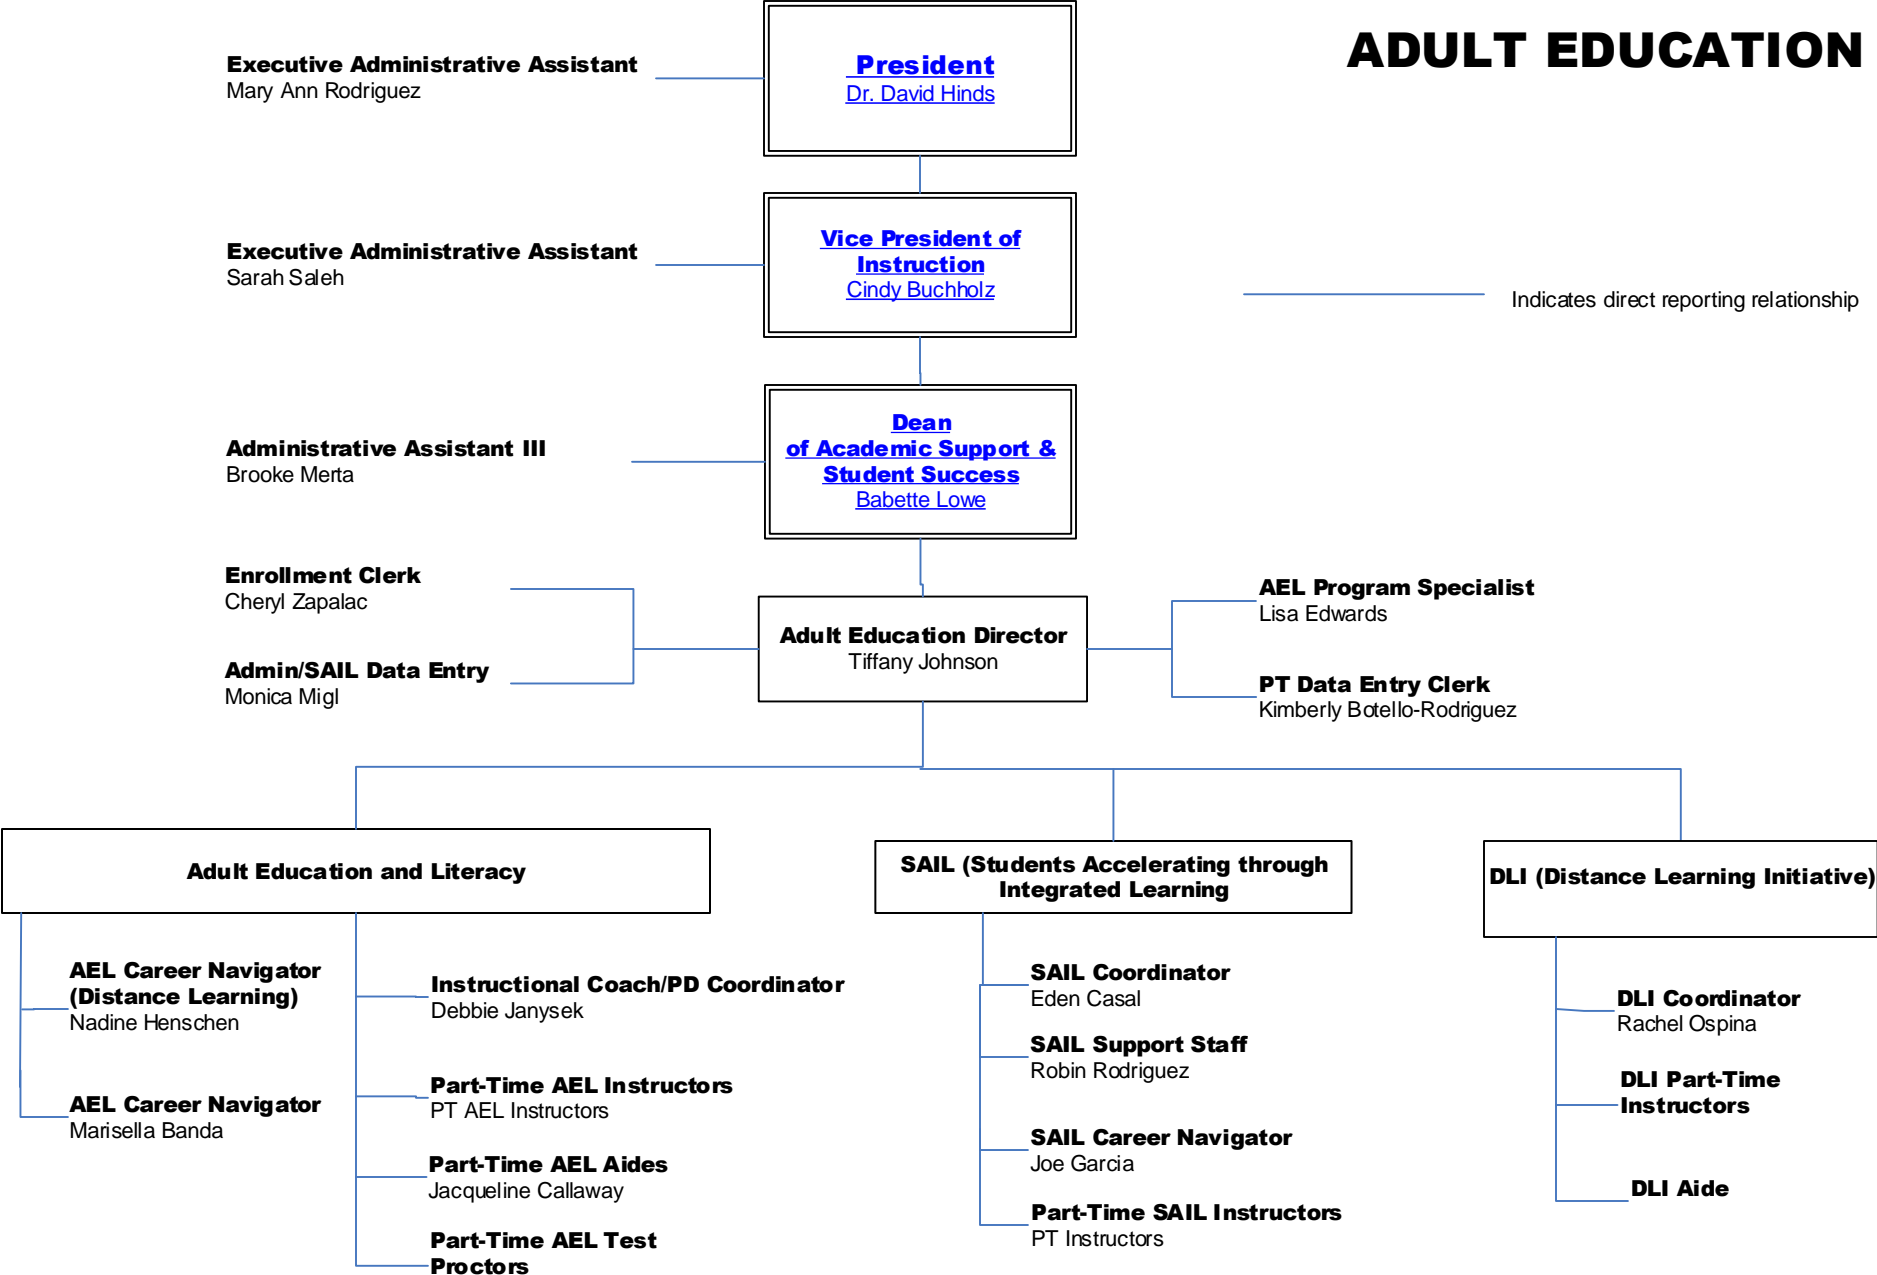 ADULT EDUCATION
Executive Administrative Assistant
Mary Ann Rodriguez
President
Dr. David Hinds
Executive Administrative Assistant
Sarah Saleh
Vice President of
Instruction
Cindy Buchholz
Indicates direct reporting relationship
Administrative Assistant III
Brooke Merta
Dean
of Academic Support &
Student Success
Babette Lowe
Enrollment Clerk
Cheryl Zapalac
Admin/SAIL Data Entry
Monica Migl
Adult Education Director
Tiffany Johnson
AEL Program Specialist
Lisa Edwards
PT Data Entry Clerk
Kimberly Botello-Rodriguez
Adult Education and Literacy
AEL Career Navigator
(Distance Learning)
Nadine Henschen
AEL Career Navigator
Marisella Banda
Instructional Coach/PD Coordinator
Debbie Janysek
Part-Time AEL Instructors
PT AEL Instructors
Part-Time AEL Aides
Jacqueline Callaway
Part-Time AEL Test
Proctors
SAIL (Students Accelerating through
Integrated Learning
SAIL Coordinator
Eden Casal
SAIL Support Staff
Robin Rodriguez
SAIL Career Navigator
Joe Garcia
Part-Time SAIL Instructors
PT Instructors
DLI (Distance Learning Initiative)
DLI Coordinator
Rachel Ospina
DLI Part-Time
Instructors
DLI Aide